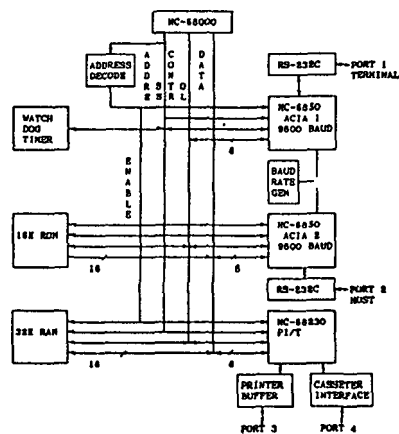 MC-68000
ADDRESS DECODE
ADDRESS
CONTROL
DATA
RS-232C
PORT 1
TERMINAL
WATCH
DOG
TIMER
MC-6850
ACIA 1
9600 BAUD
8
ENABLE
BAUD
RATE
GEN
16K ROM
MC-6850
ACIA 2
9600 BAUD
16
8
RS-232C
PORT 2
HOST
32K RAM
MC-68230
PI/T
16
8
PRINTER
BUFFER
CASSETER
INTERFACE
PORT 3
PORT 4